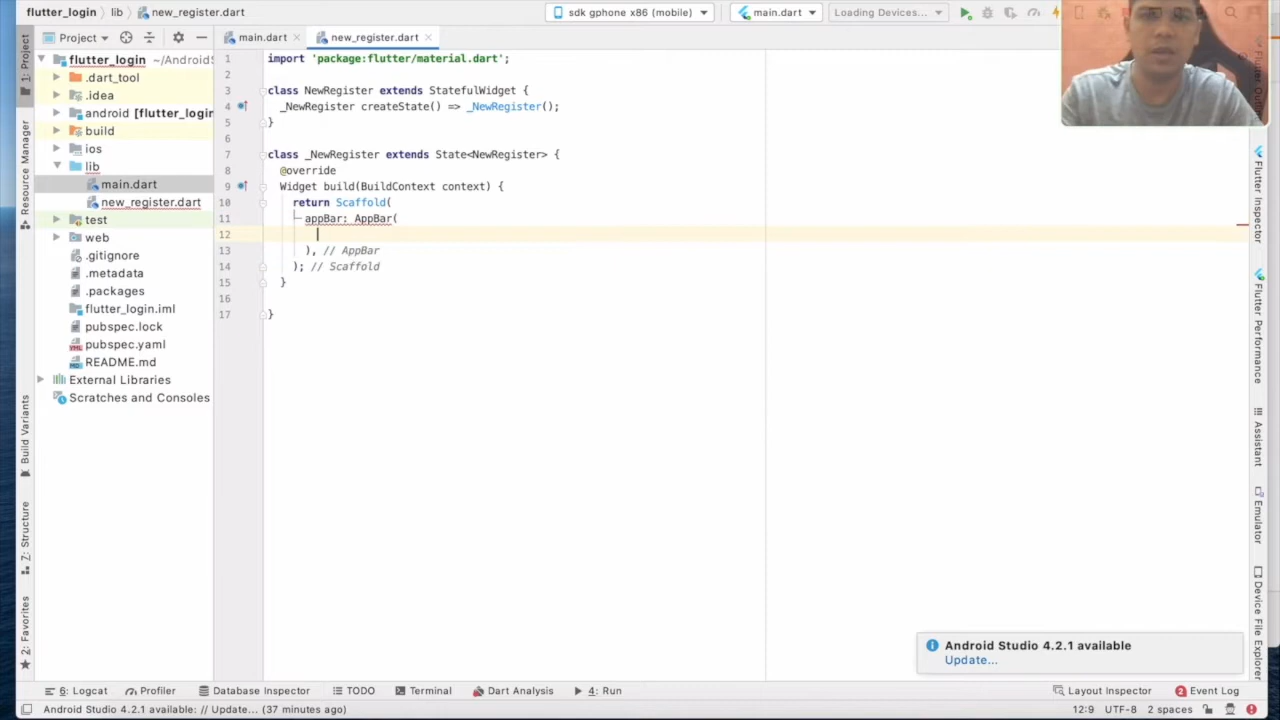 flutter_login
lib
new_register.dart
sdk gphone x86 (mobile)
main.dart
Loading Devices...
Project
main.dart
new_register.dart
flutter_login ~/AndroidS
.dart_tool
.idea
android [flutter_login
build
ios
lib
main.dart
new_register.dart
test
web
.gitignore
.metadata
.packages
flutter_login.iml
pubspec.lock
pubspec.yaml
README.md
External Libraries
Scratches and Consoles
1 import 'package:flutter/material.dart';
2
3 class NewRegister extends StatefulWidget {
4 _NewRegister createState() => _NewRegister();
5 }
6
7 class _NewRegister extends State<NewRegister> {
8 @override
9 Widget build(BuildContext context) {
10 return Scaffold(
11 appBar: AppBar(
12
13 ), // AppBar
14 ); // Scaffold
15 }
16
17 }
1: Project
Resource Manager
Build Variants
Z: Structure
2: Favorites
Flutter Inspector
Flutter Performance
Assistant
Emulator
Device File Explorer
Android Studio 4.2.1 available
Update...
6: Logcat
Profiler
Database Inspector
TODO
Terminal
Dart Analysis
4: Run
Layout Inspector
2 Event Log
Android Studio 4.2.1 available: // Update... (37 minutes ago)
12:9
UTF-8
2 spaces